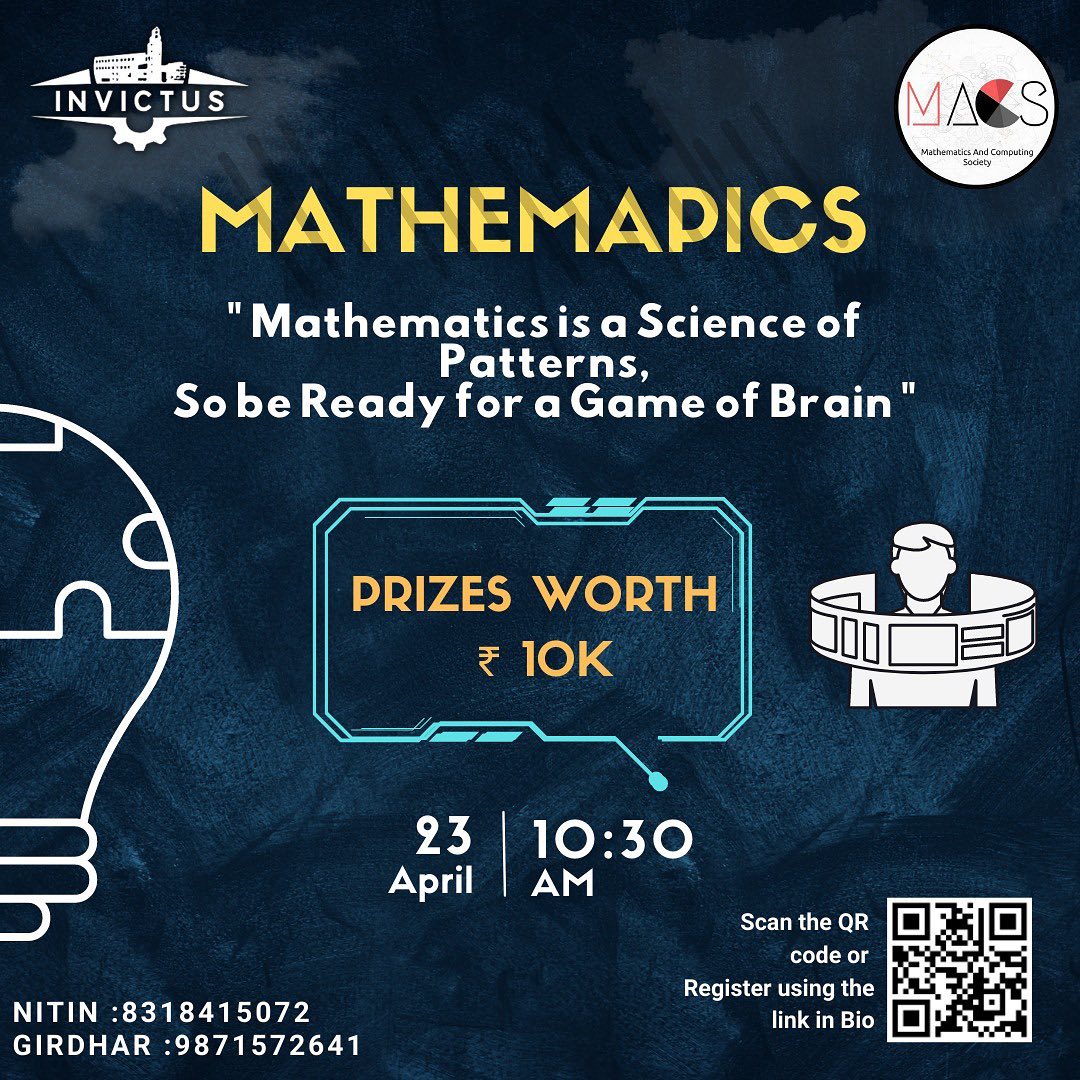 INVICTUS
MACS
Mathematics And Computing
Society
MATHEMAPICS
" Mathematics is a Science of
Patterns,
So be Ready for a Game of Brain "
PRIZES WORTH
₹ 10K
23
April
10:30
AM
Scan the QR
code or
Register using the
link in Bio
NITIN :8318415072
GIRDHAR :9871572641